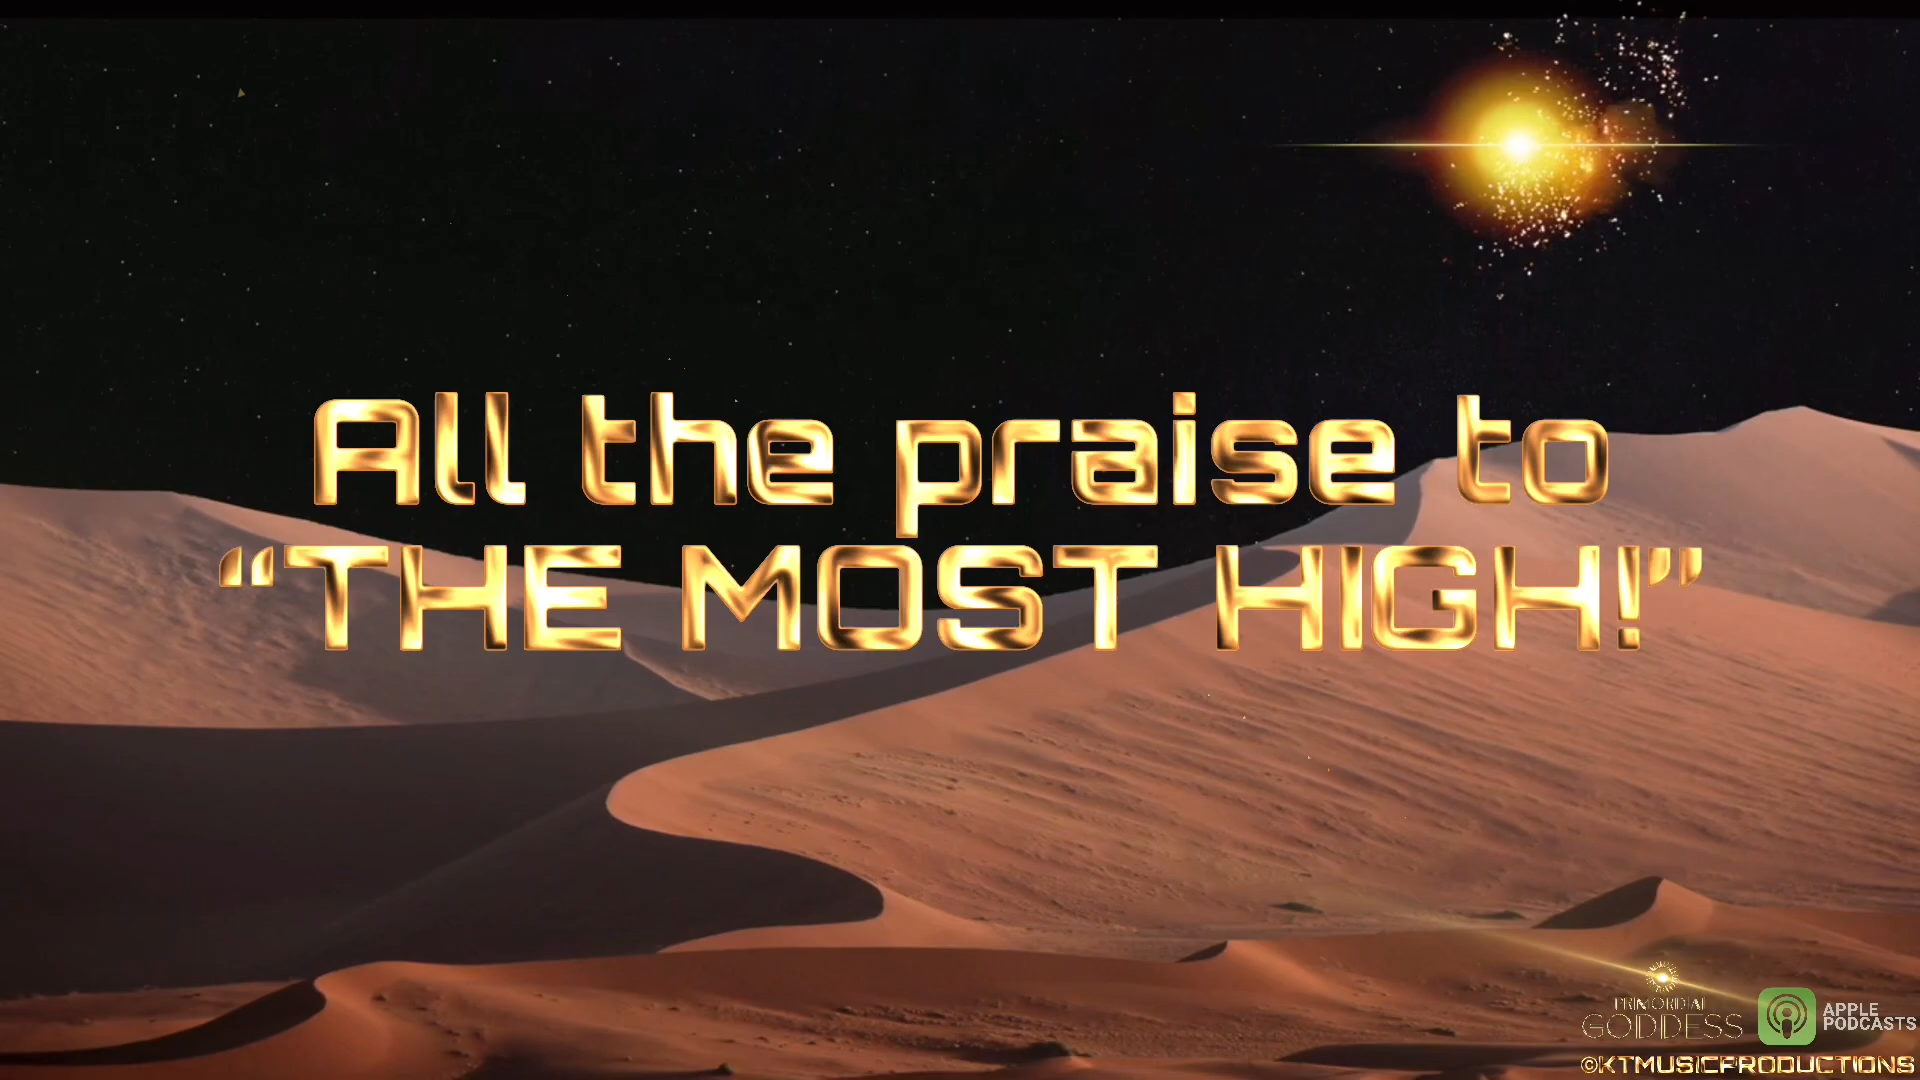 All the praise to
“THE MOST HIGH!”
PRIMORDIAL
GODDESS
APPLE
PODCASTS
©KTMUSICPRODUCTIONS